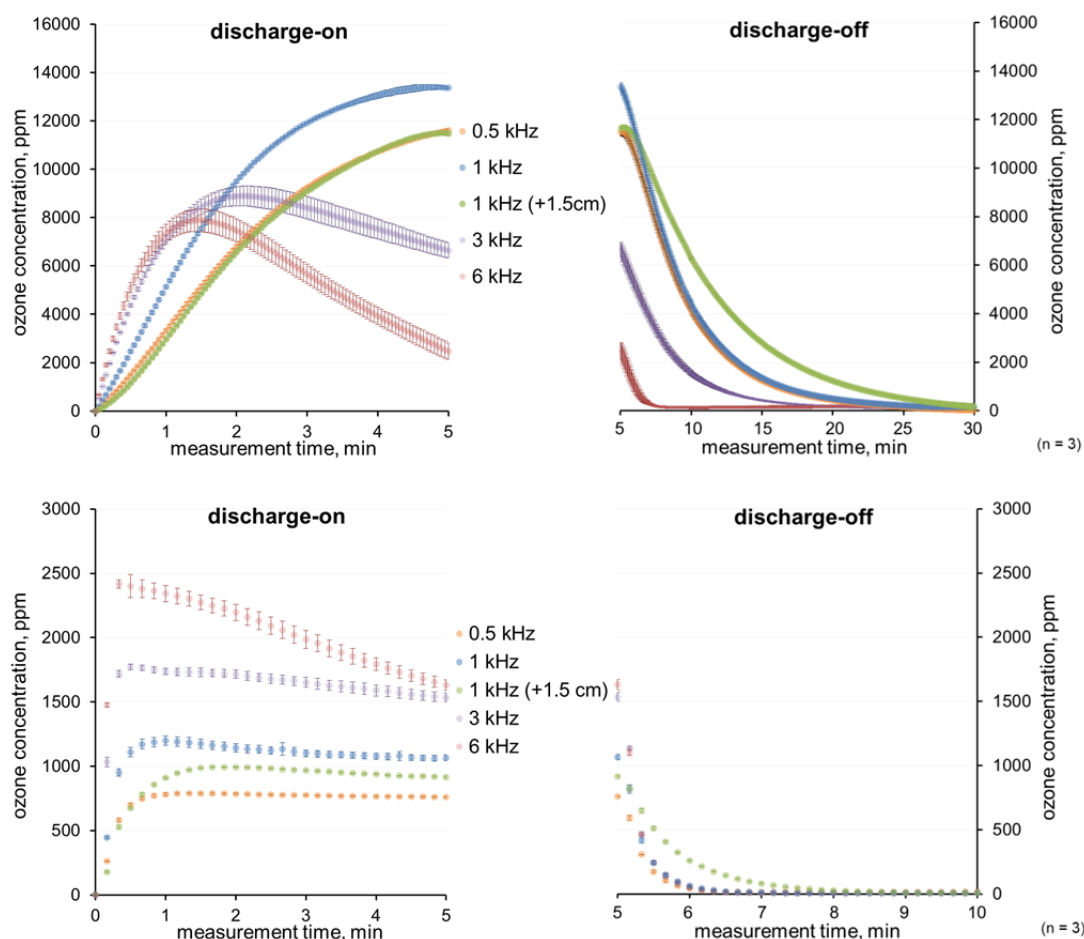 discharge-on
discharge-off
ozone concentration, ppm
16000
14000
12000
10000
8000
6000
4000
2000
0
0 1 2 3 4 5
measurement time, min
0.5 kHz
1 kHz
1 kHz (+1.5cm)
3 kHz
6 kHz
16000
14000
12000
10000
8000
6000
4000
2000
0
ozone concentration, ppm
5 10 15 20 25 30
measurement time, min
(n = 3)
discharge-on
discharge-off
ozone concentration, ppm
3000
2500
2000
1500
1000
500
0
0 1 2 3 4 5
measurement time, min
0.5 kHz
1 kHz
1 kHz (+1.5 cm)
3 kHz
6 kHz
3000
2500
2000
1500
1000
500
0
ozone concentration, ppm
5 6 7 8 9 10
measurement time, min
(n = 3)